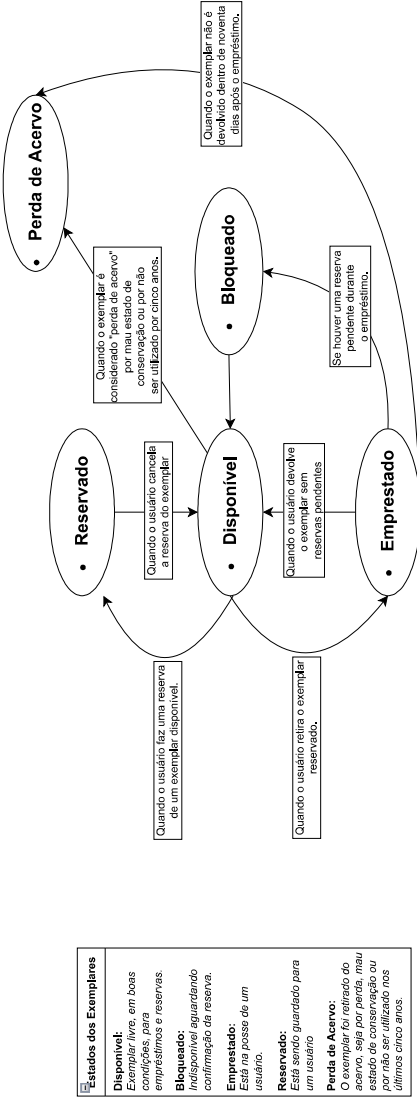 Estados dos Exemplares
Disponível:
Exemplar livre, em boas
condições, para
empréstimos e reservas.
Bloqueado:
Indisponível aguardando
confirmação da reserva.
Emprestado:
Está na posse de um
usuário.
Reservado:
Está sendo guardado para
um usuário
Perda de Acervo:
O exemplar foi retirado do
acervo, seja por perda, mau
estado de conservação ou
por não ser utilizado nos
últimos cinco anos.
Quando o usuário faz uma reserva
de um exemplar disponível.
Quando o usuário retira o exemplar
reservado.
• Reservado
Quando o usuário cancela
a reserva do exemplar
• Disponível
Quando o usuário devolve
o exemplar sem
reservas pendentes
• Emprestado
Quando o exemplar é
considerado "perda de acervo"
por mau estado de
conservação ou por não
ser utilizado por cinco anos.
• Bloqueado
Se houver uma reserva
pendente durante
o empréstimo.
• Perda de Acervo
Quando o exemplar não é
devolvido dentro de noventa
dias após o empréstimo.